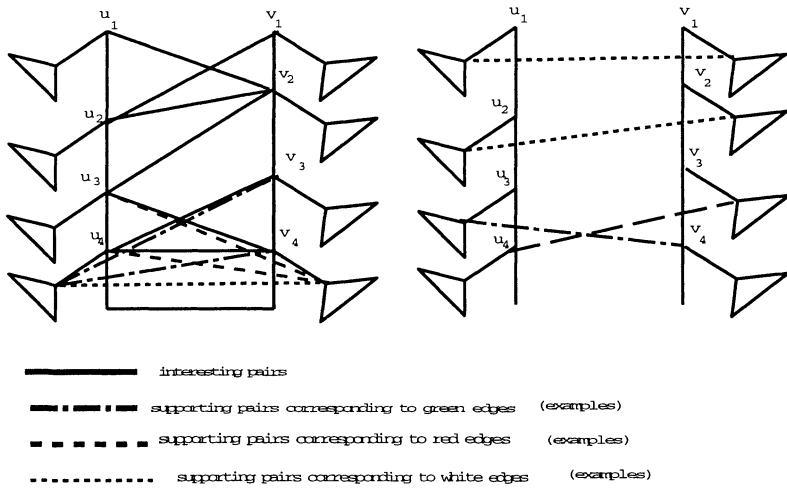 u1 v1 u1 v1
u2 v2 u2 v2
u3 v3 u3 v3
u4 v4 u4 v4
interesting pairs
supporting pairs corresponding to green edges (examples)
supporting pairs corresponding to red edges (examples)
supporting pairs corresponding to white edges (examples)